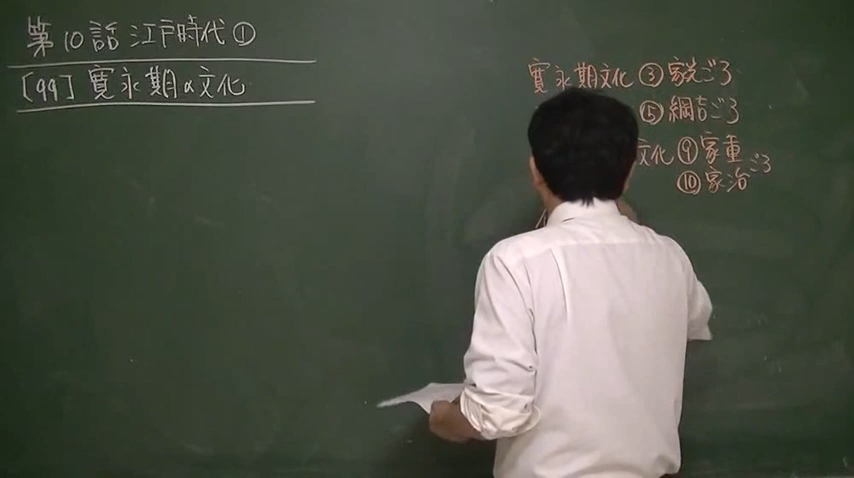 第10話 江戸時代①
[99] 寛永期の文化
寛永期文化 ③家光ごろ
⑤綱吉ごろ
文化 ⑨家重
⑩家治 ごろ